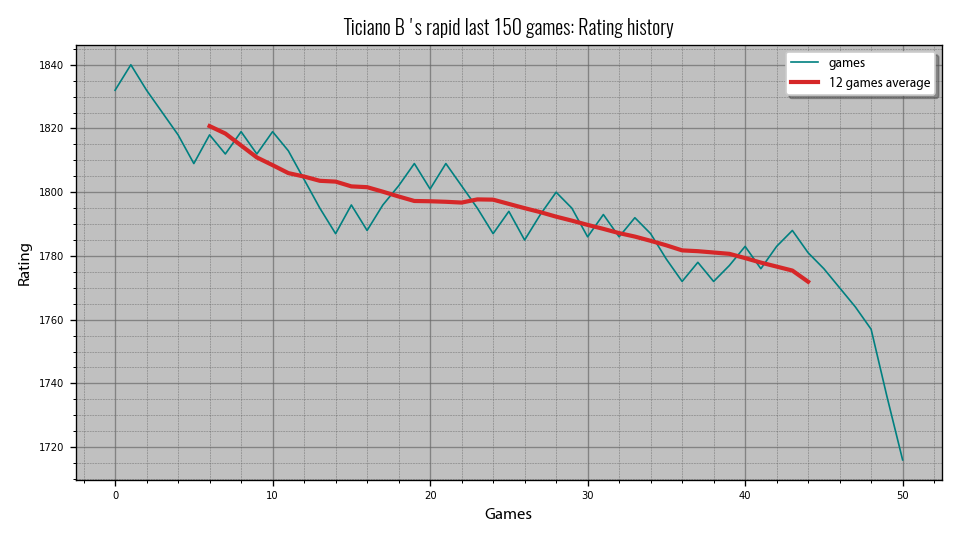 Ticiano B 's rapid last 150 games: Rating history
games
12 games average
Rating
1840
1820
1800
1780
1760
1740
1720
0 10 20 30 40 50
Games